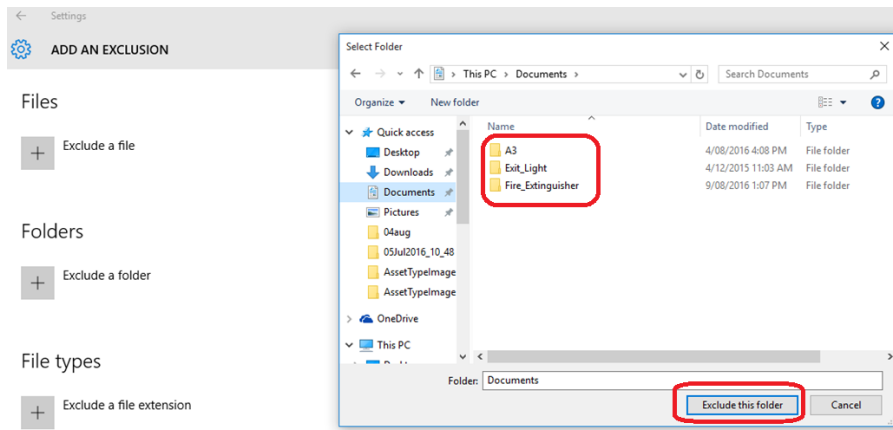 Settings
ADD AN EXCLUSION
Files
Exclude a file
Folders
Exclude a folder
File types
Exclude a file extension
Select Folder
This PC > Documents >
Search Documents
Organize
New folder
Name
Date modified
Type
Quick access
Desktop
Downloads
Documents
Pictures
04aug
05Jul2016_10_48
AssetTypeImage
AssetTypeImage
OneDrive
This PC
A3 4/08/2016 4:08 PM File folder
Exit_Light 4/12/2015 11:03 AM File folder
Fire_Extinguisher 9/08/2016 1:07 PM File folder
Folder: Documents
Exclude this folder
Cancel